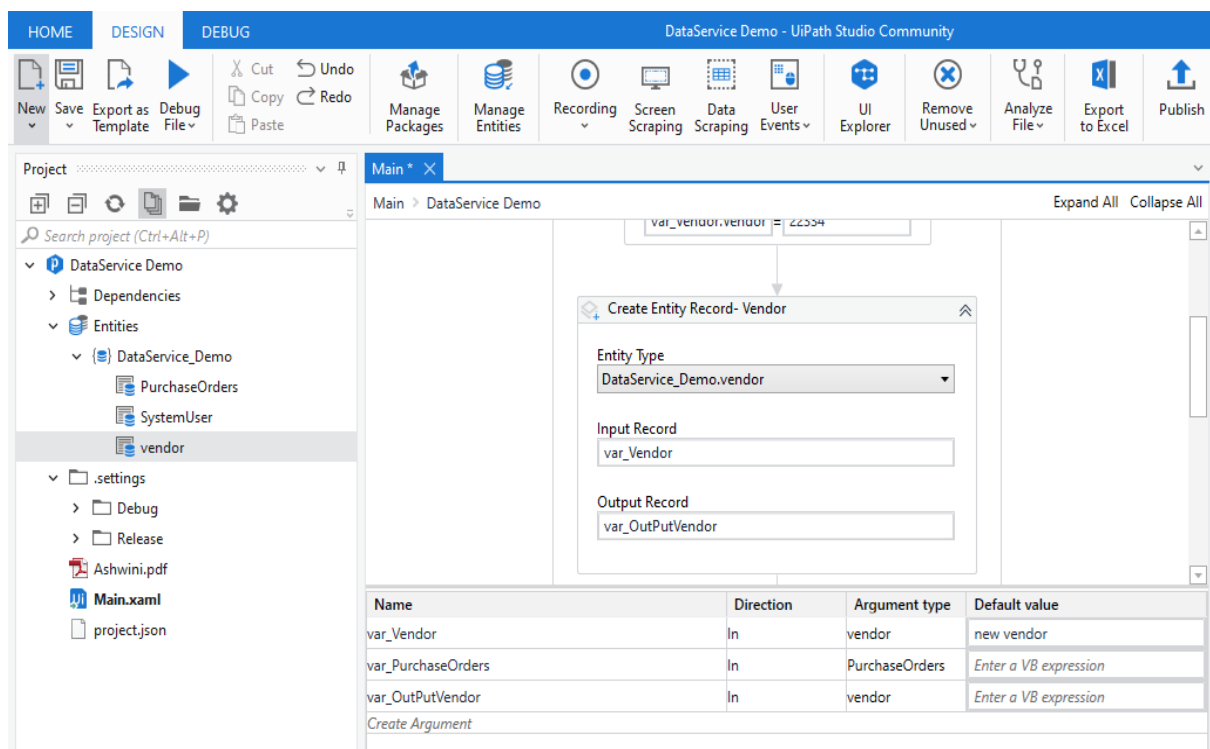 HOME DESIGN DEBUG DataService Demo - UiPath Studio Community
New Save Export as Template Debug File Cut Copy Paste Undo Redo Manage Packages Manage Entities Recording Screen Scraping Data Scraping User Events UI Explorer Remove Unused Analyze File Export to Excel Publish
Project
Search project (Ctrl+Alt+P)
DataService Demo
Dependencies
Entities
DataService_Demo
PurchaseOrders
SystemUser
vendor
.settings
Debug
Release
Ashwini.pdf
Main.xaml
project.json
Main *
Main > DataService Demo Expand All Collapse All
var_Vendor.vendor = 22334
Create Entity Record- Vendor
Entity Type
DataService_Demo.vendor
Input Record
var_Vendor
Output Record
var_OutPutVendor
Name Direction Argument type Default value
var_Vendor In vendor new vendor
var_PurchaseOrders In PurchaseOrders Enter a VB expression
var_OutPutVendor In vendor Enter a VB expression
Create Argument